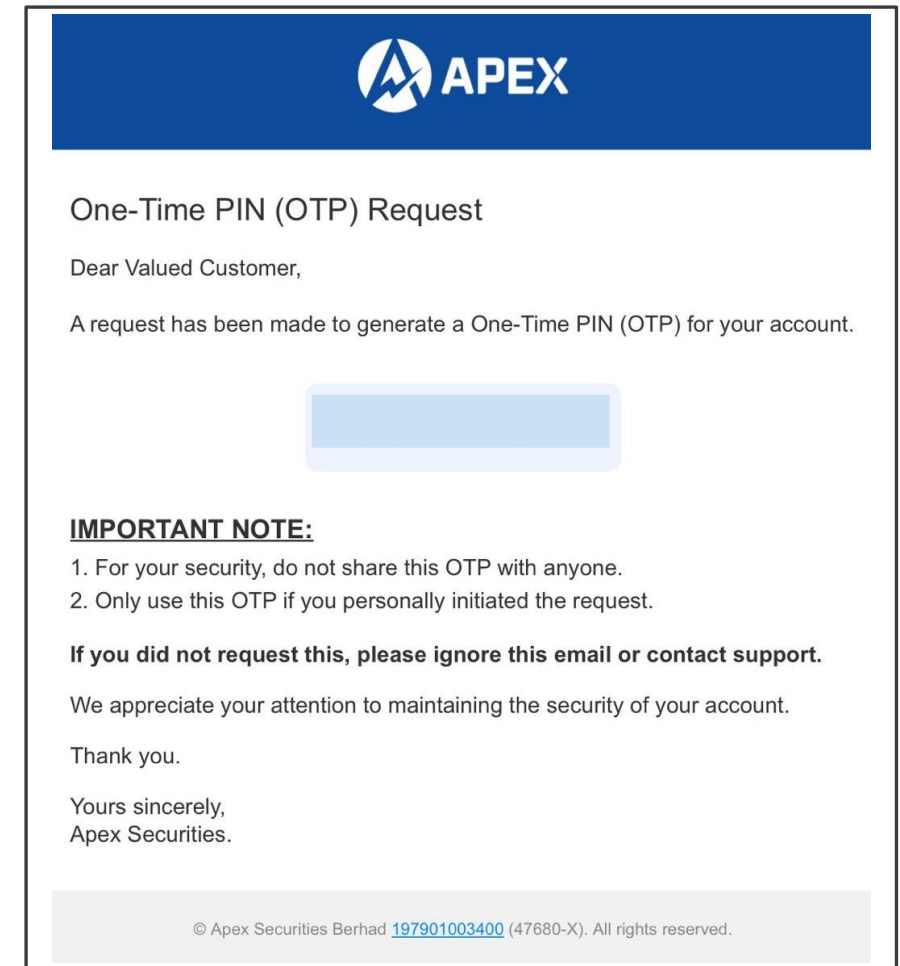 APEX
One-Time PIN (OTP) Request
Dear Valued Customer,
A request has been made to generate a One-Time PIN (OTP) for your account.
IMPORTANT NOTE:
1. For your security, do not share this OTP with anyone.
2. Only use this OTP if you personally initiated the request.
If you did not request this, please ignore this email or contact support.
We appreciate your attention to maintaining the security of your account.
Thank you.
Yours sincerely,
Apex Securities.
© Apex Securities Berhad 197901003400 (47680-X). All rights reserved.